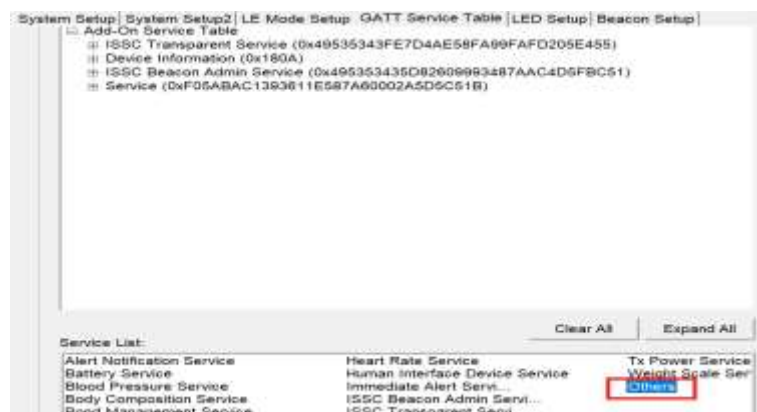 System Setup System Setup2 LE Mode Setup GATT Service Table LED Setup Beacon Setup
Add-On Service Table
ISSC Transparent Service (0x49535343FE7D4AE58FA99FAFD205E455)
Device Information (0x180A)
ISSC Beacon Admin Service (0x495353435D82609993487AAC4D5FBC51)
Service (0xF05ABAC1393611E587A60002A5D5C51B)
Clear All Expand All
Service List:
Alert Notification Service Heart Rate Service Tx Power Service
Battery Service Human Interface Device Service Weight Scale Ser
Blood Pressure Service Immediate Alert Servi... Others
Body Composition Service ISSC Beacon Admin Servi...
Bond Management Service ISSC Transparent Servi